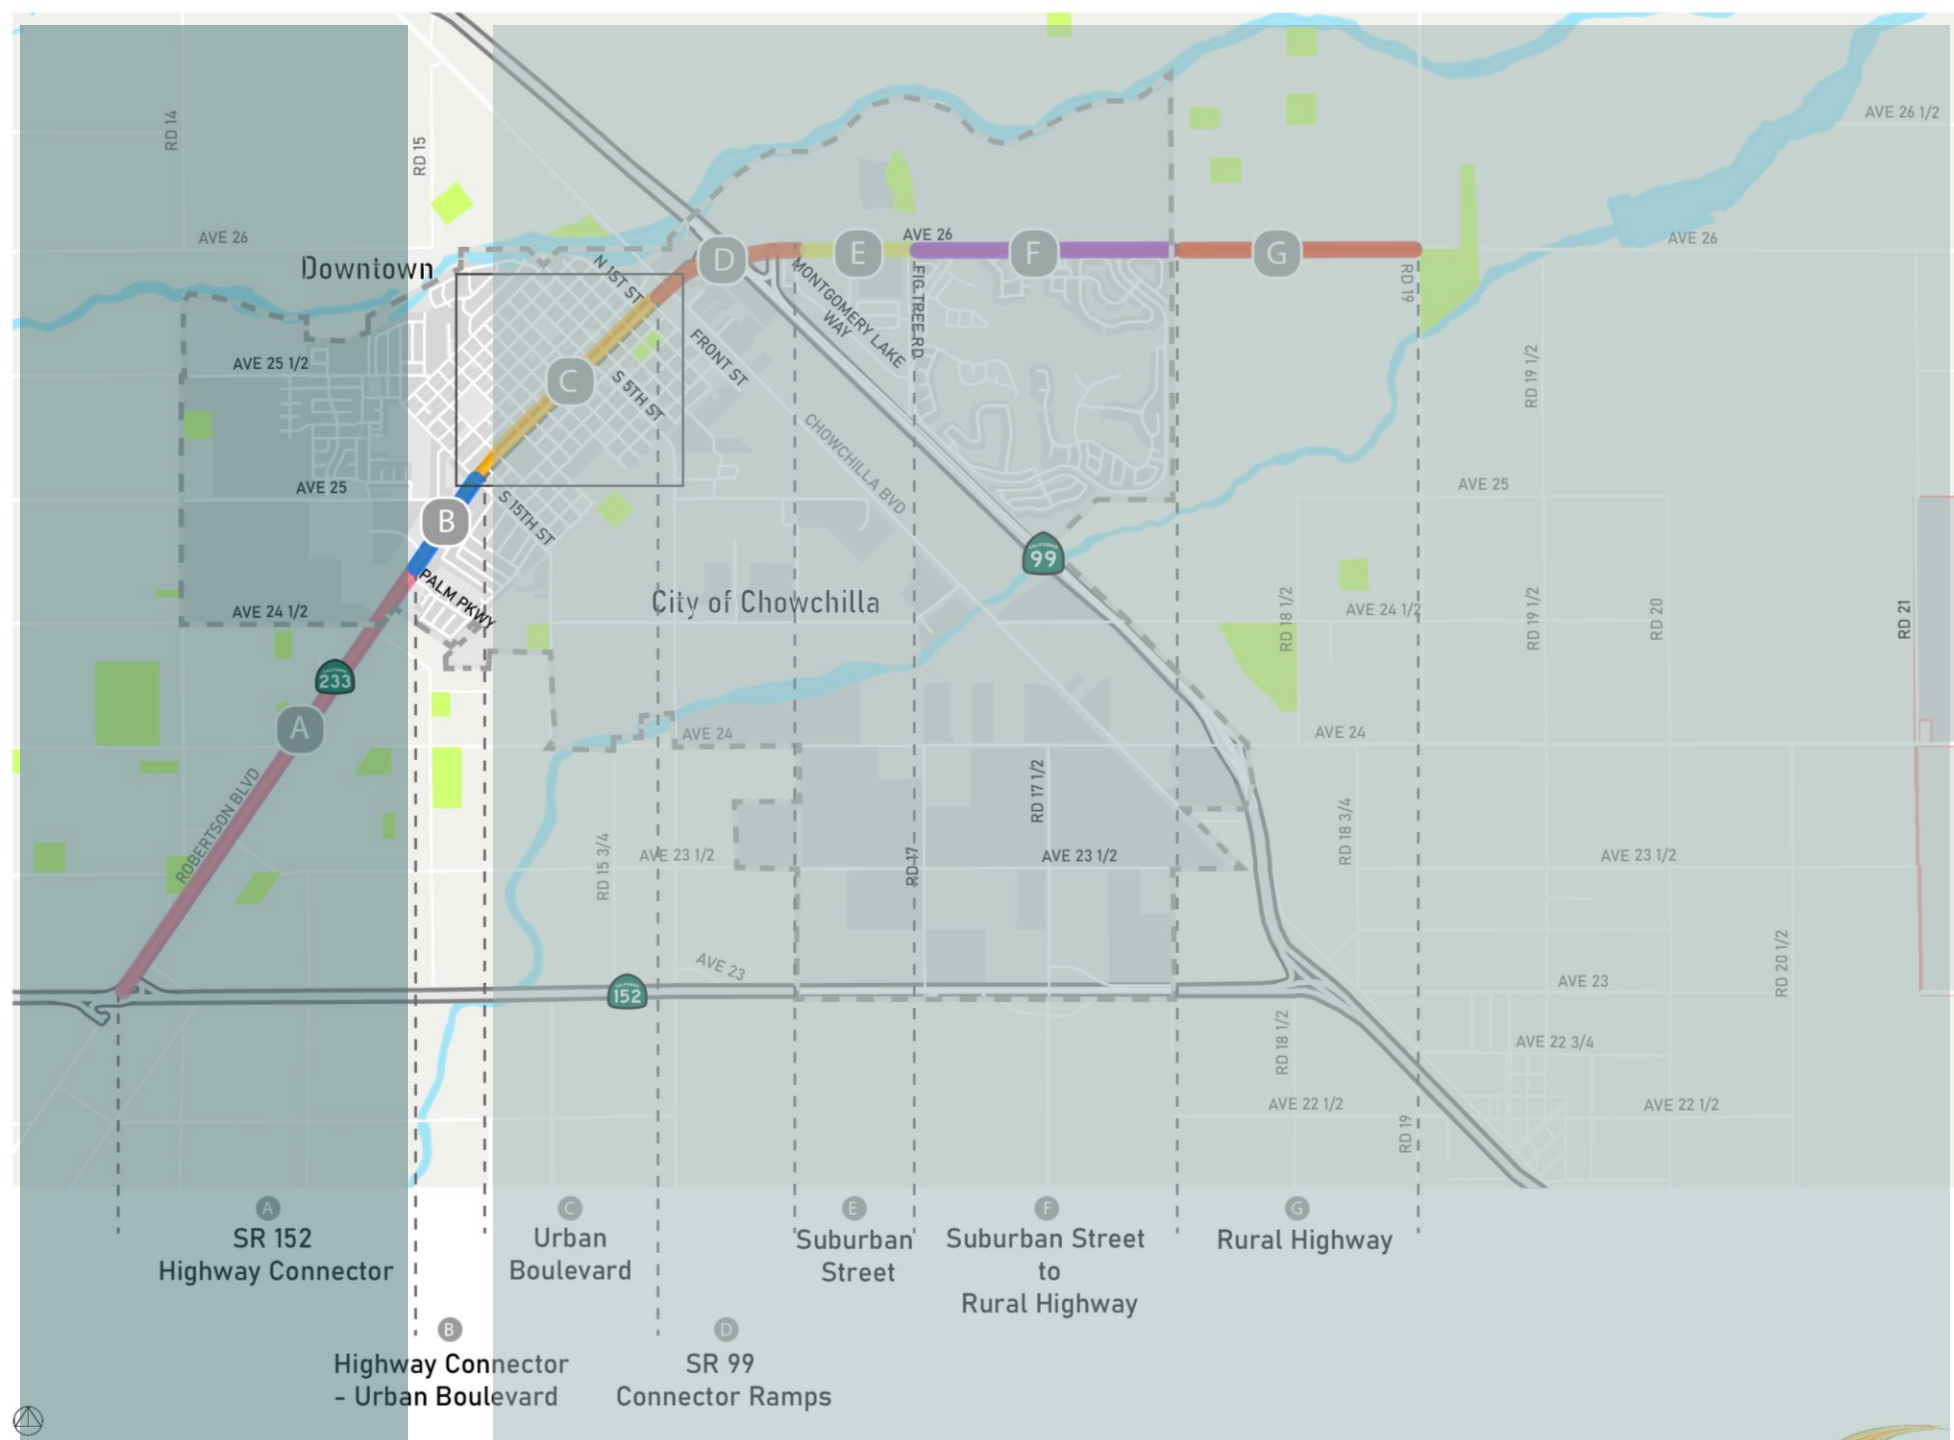 RD 14
RD 15
AVE 26 1/2
AVE 26
AVE 26
AVE 26
Downtown
N 1ST ST
D
E
F
G
MONTGOMERY LAKE
WAY
FIG TREE RD
RD 19
FRONT ST
AVE 25 1/2
C
S 5TH ST
RD 19 1/2
CHOWCHILLA BVD
AVE 25
AVE 25
B
S 15TH ST
CALIFORNIA
99
PALM PKWY
City of Chowchilla
AVE 24 1/2
AVE 24 1/2
RD 18 1/2
RD 19 1/2
RD 20
RD 21
CALIFORNIA
233
A
AVE 24
AVE 24
ROBERTSON BLVD
RD 17 1/2
RD 18 3/4
RD 15 3/4
AVE 23 1/2
RD 17
AVE 23 1/2
AVE 23 1/2
AVE 23
CALIFORNIA
152
AVE 23
RD 20 1/2
RD 18 1/2
AVE 22 3/4
AVE 22 1/2
RD 19
AVE 22 1/2
A
SR 152
Highway Connector
B
Highway Connector
- Urban Boulevard
C
Urban
Boulevard
D
SR 99
Connector Ramps
E
Suburban
Street
F
Suburban Street
to
Rural Highway
G
Rural Highway